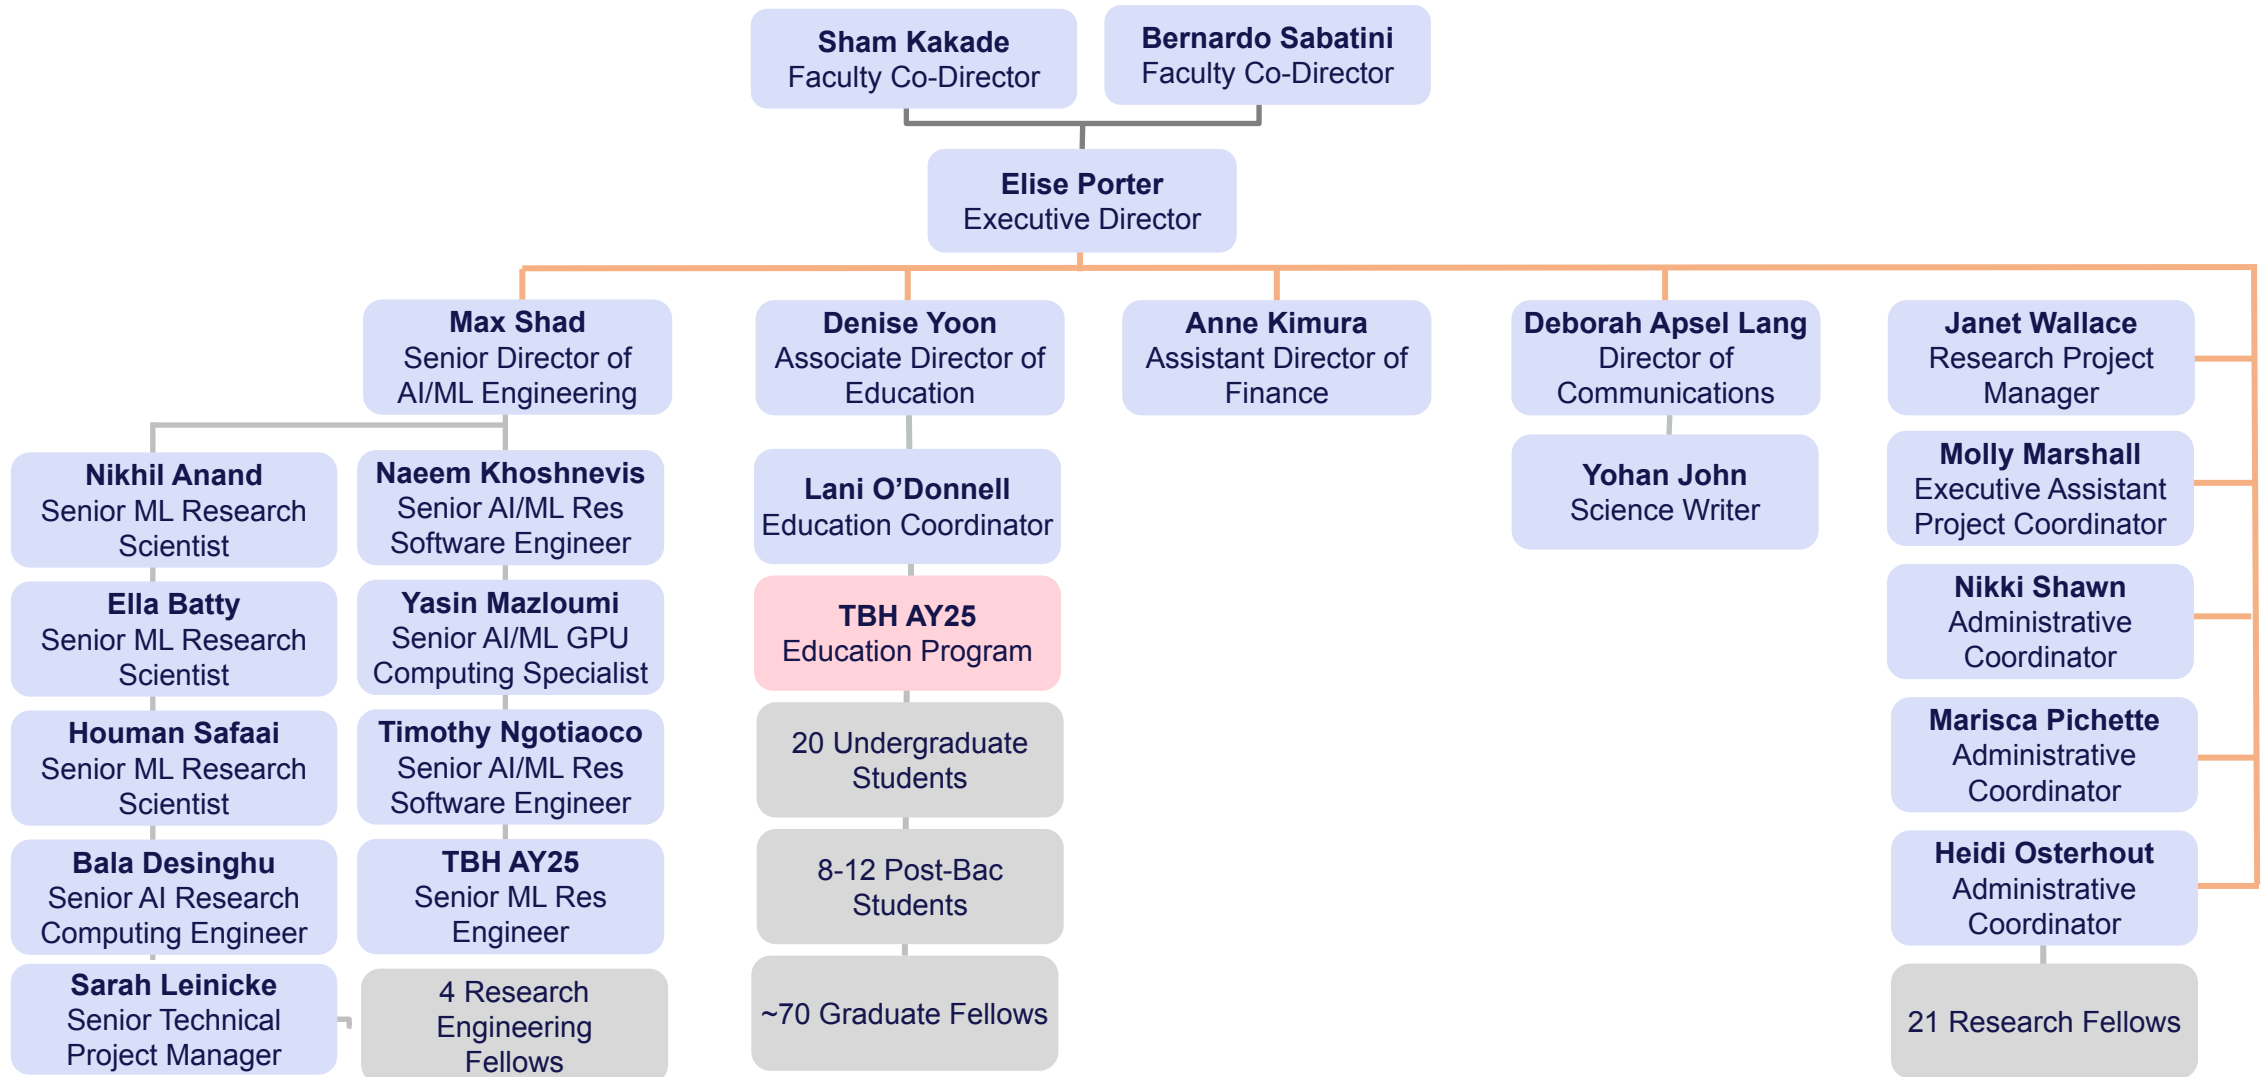 Sham Kakade
Faculty Co-Director
Bernardo Sabatini
Faculty Co-Director
Elise Porter
Executive Director
Max Shad
Senior Director of
AI/ML Engineering
Denise Yoon
Associate Director of
Education
Anne Kimura
Assistant Director of
Finance
Deborah Apsel Lang
Director of
Communications
Janet Wallace
Research Project
Manager
Nikhil Anand
Senior ML Research
Scientist
Ella Batty
Senior ML Research
Scientist
Houman Safaai
Senior ML Research
Scientist
Bala Desinghu
Senior AI Research
Computing Engineer
Sarah Leinicke
Senior Technical
Project Manager
Naeem Khoshnevis
Senior AI/ML Res
Software Engineer
Yasin Mazloumi
Senior AI/ML GPU
Computing Specialist
Timothy Ngotiaoco
Senior AI/ML Res
Software Engineer
TBH AY25
Senior ML Res
Engineer
4 Research
Engineering
Fellows
Lani O’Donnell
Education Coordinator
TBH AY25
Education Program
20 Undergraduate
Students
8-12 Post-Bac
Students
~70 Graduate Fellows
Yohan John
Science Writer
Molly Marshall
Executive Assistant
Project Coordinator
Nikki Shawn
Administrative
Coordinator
Marisca Pichette
Administrative
Coordinator
Heidi Osterhout
Administrative
Coordinator
21 Research Fellows